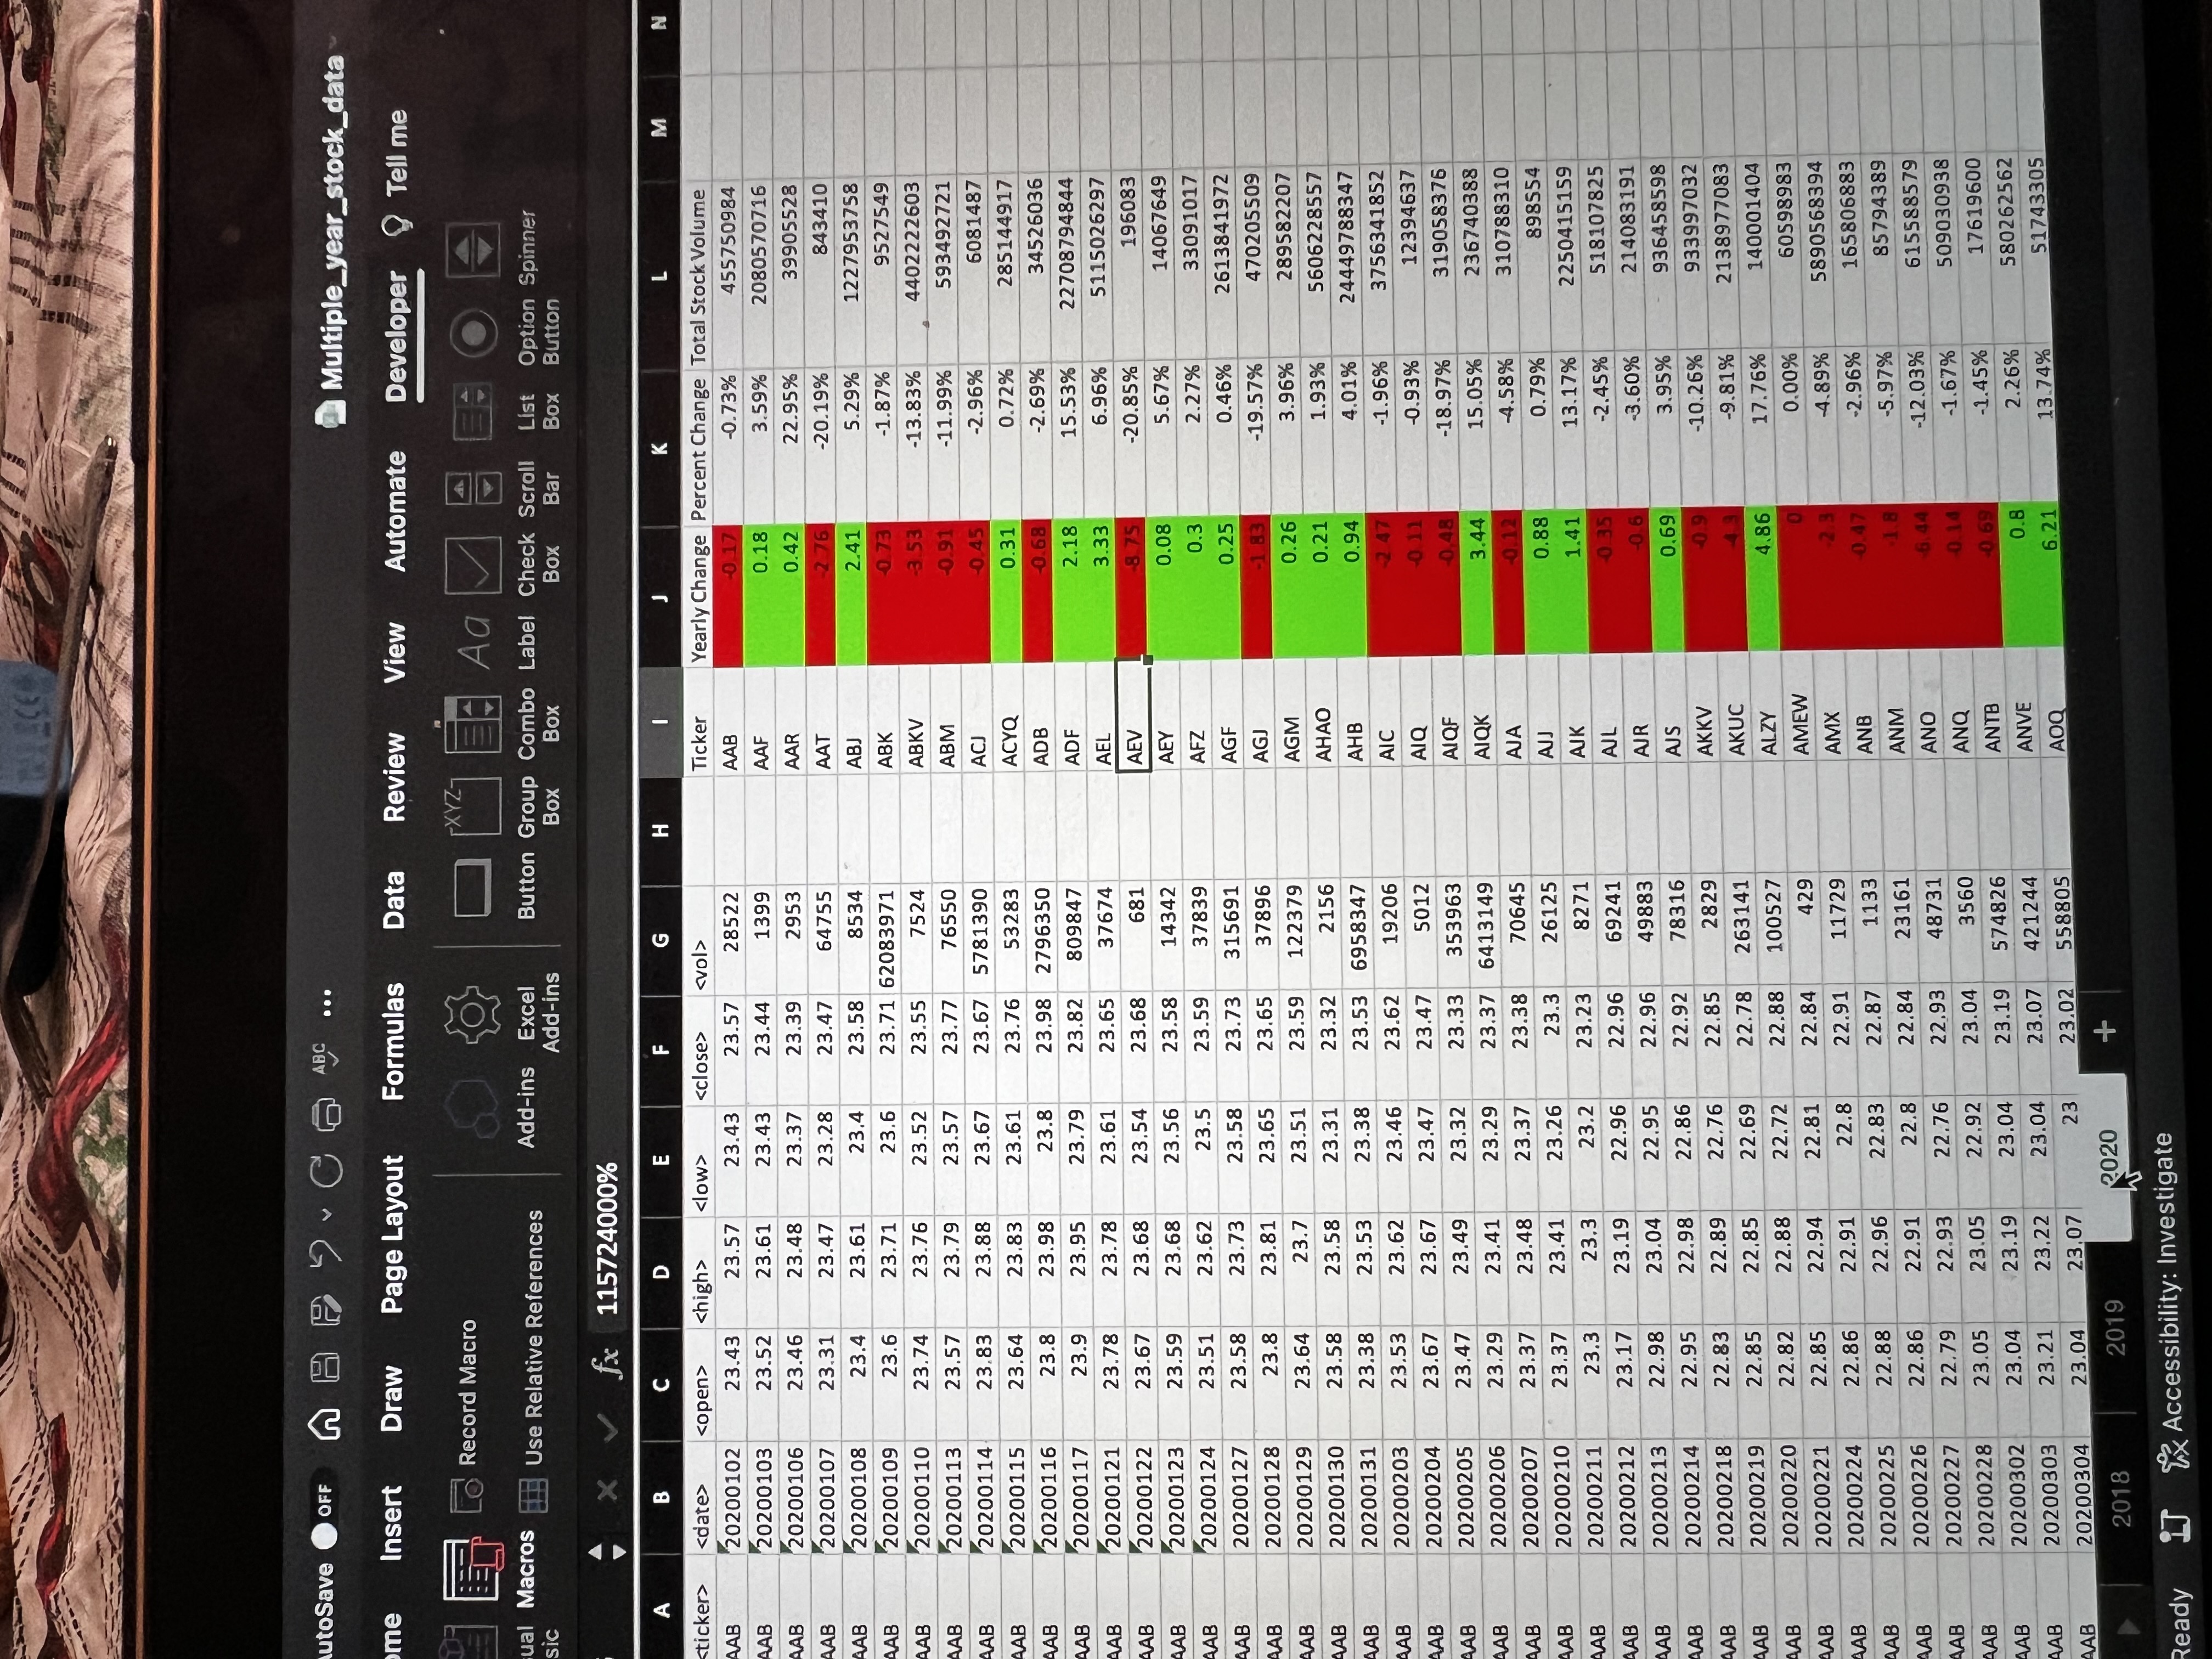 AutoSave OFF ABC ... Multiple_year_stock_data
ome Insert Draw Page Layout Formulas Data Review View Automate Developer Tell me
ual sic Macros Record Macro Use Relative References Add-ins Excel Add-ins XYZ Button Group Box Combo Box Aa Label Check Box Scroll Bar List Box Option Button Spinner
fx 115724000%
A B C D E F G H I J K L M N
<ticker> <date> <open> <high> <low> <close> <vol> Ticker Yearly Change Percent Change Total Stock Volume
AAB 20200102 23.43 23.57 23.43 23.57 28522 AAB -0.17 -0.73% 455750984
AAB 20200103 23.52 23.61 23.43 23.44 1399 AAF 0.18 3.59% 2080570716
AAB 20200106 23.46 23.48 23.37 23.39 2953 AAR 0.42 22.95% 39905528
AAB 20200107 23.31 23.47 23.28 23.47 64755 AAT -2.76 -20.19% 843410
AAB 20200108 23.4 23.61 23.4 23.58 8534 ABJ 2.41 5.29% 1227953758
AAB 20200109 23.6 23.71 23.6 23.71 62083971 ABK -0.73 -1.87% 9527549
AAB 20200110 23.74 23.76 23.52 23.55 7524 ABKV -3.53 -13.83% 4402222603
AAB 20200113 23.57 23.79 23.57 23.77 76550 ABM -0.91 -11.99% 593492721
AAB 20200114 23.83 23.88 23.67 23.67 5781390 ACJ -0.45 -2.96% 6081487
AAB 20200115 23.64 23.83 23.61 23.76 53283 ACYQ 0.31 0.72% 285144917
AAB 20200116 23.8 23.98 23.8 23.98 2796350 ADB -0.68 -2.69% 34526036
AAB 20200117 23.9 23.95 23.79 23.82 809847 ADF 2.18 15.53% 22708794844
AAB 20200121 23.78 23.78 23.61 23.65 37674 AEL 3.33 6.96% 5115026297
AAB 20200122 23.67 23.68 23.54 23.68 681 AEV -8.75 -20.85% 196083
AAB 20200123 23.59 23.68 23.56 23.58 14342 AEY 0.08 5.67% 14067649
AAB 20200124 23.51 23.62 23.5 23.59 37839 AFZ 0.3 2.27% 33091017
AAB 20200127 23.58 23.73 23.58 23.73 315691 AGF 0.25 0.46% 2613841972
AAB 20200128 23.8 23.81 23.65 23.65 37896 AGJ -1.83 -19.57% 470205509
AAB 20200129 23.64 23.7 23.51 23.59 122379 AGM 0.26 3.96% 289582207
AAB 20200130 23.58 23.58 23.31 23.32 2156 AHAO 0.21 1.93% 5606228557
AAB 20200131 23.38 23.53 23.38 23.53 6958347 AHB 0.94 4.01% 24449788347
AAB 20200203 23.53 23.62 23.46 23.62 19206 AIC -2.47 -1.96% 3756341852
AAB 20200204 23.67 23.67 23.47 23.47 5012 AIQ -0.11 -0.93% 12394637
AAB 20200205 23.47 23.49 23.32 23.33 353963 AIQF -0.48 -18.97% 319058376
AAB 20200206 23.29 23.41 23.29 23.37 6413149 AIQK 3.44 15.05% 236740388
AAB 20200207 23.37 23.48 23.37 23.38 70645 AJA -0.12 -4.58% 310788310
AAB 20200210 23.37 23.41 23.26 23.3 26125 AJJ 0.88 0.79% 898554
AAB 20200211 23.3 23.3 23.2 23.23 8271 AJK 1.41 13.17% 2250415159
AAB 20200212 23.17 23.19 22.96 22.96 69241 AJL -0.35 -2.45% 518107825
AAB 20200213 22.98 23.04 22.95 22.96 49883 AJR -0.6 -3.60% 214083191
AAB 20200214 22.95 22.98 22.86 22.92 78316 AJS 0.69 3.95% 936458598
AAB 20200218 22.83 22.89 22.76 22.85 2829 AKKV -0.9 -10.26% 933997032
AAB 20200219 22.85 22.85 22.69 22.78 263141 AKUC -4.3 -9.81% 2138977083
AAB 20200220 22.82 22.88 22.72 22.88 100527 ALZY 4.86 17.76% 140001404
AAB 20200221 22.85 22.94 22.81 22.84 429 AMEW 0 0.00% 60598983
AAB 20200224 22.86 22.91 22.8 22.91 11729 AMX -2.3 -4.89% 5890568394
AAB 20200225 22.88 22.96 22.83 22.87 1133 ANB -0.47 -2.96% 165806883
AAB 20200226 22.86 22.91 22.8 22.84 23161 ANM -1.8 -5.97% 85794389
AAB 20200227 22.79 22.93 22.76 22.93 48731 ANO -6.44 -12.03% 615588579
AAB 20200228 23.05 23.05 22.92 23.04 3560 ANQ -0.14 -1.67% 509030938
AAB 20200302 23.04 23.19 23.04 23.19 574826 ANTB -0.69 -1.45% 17619600
AAB 20200303 23.21 23.22 23.04 23.07 421244 ANVE 0.8 2.26% 580262562
AAB 20200304 23.04 23.07 23 23.02 558805 AOQ 6.21 13.74% 51743305
2018 2019 2020 +
Ready Accessibility: Investigate